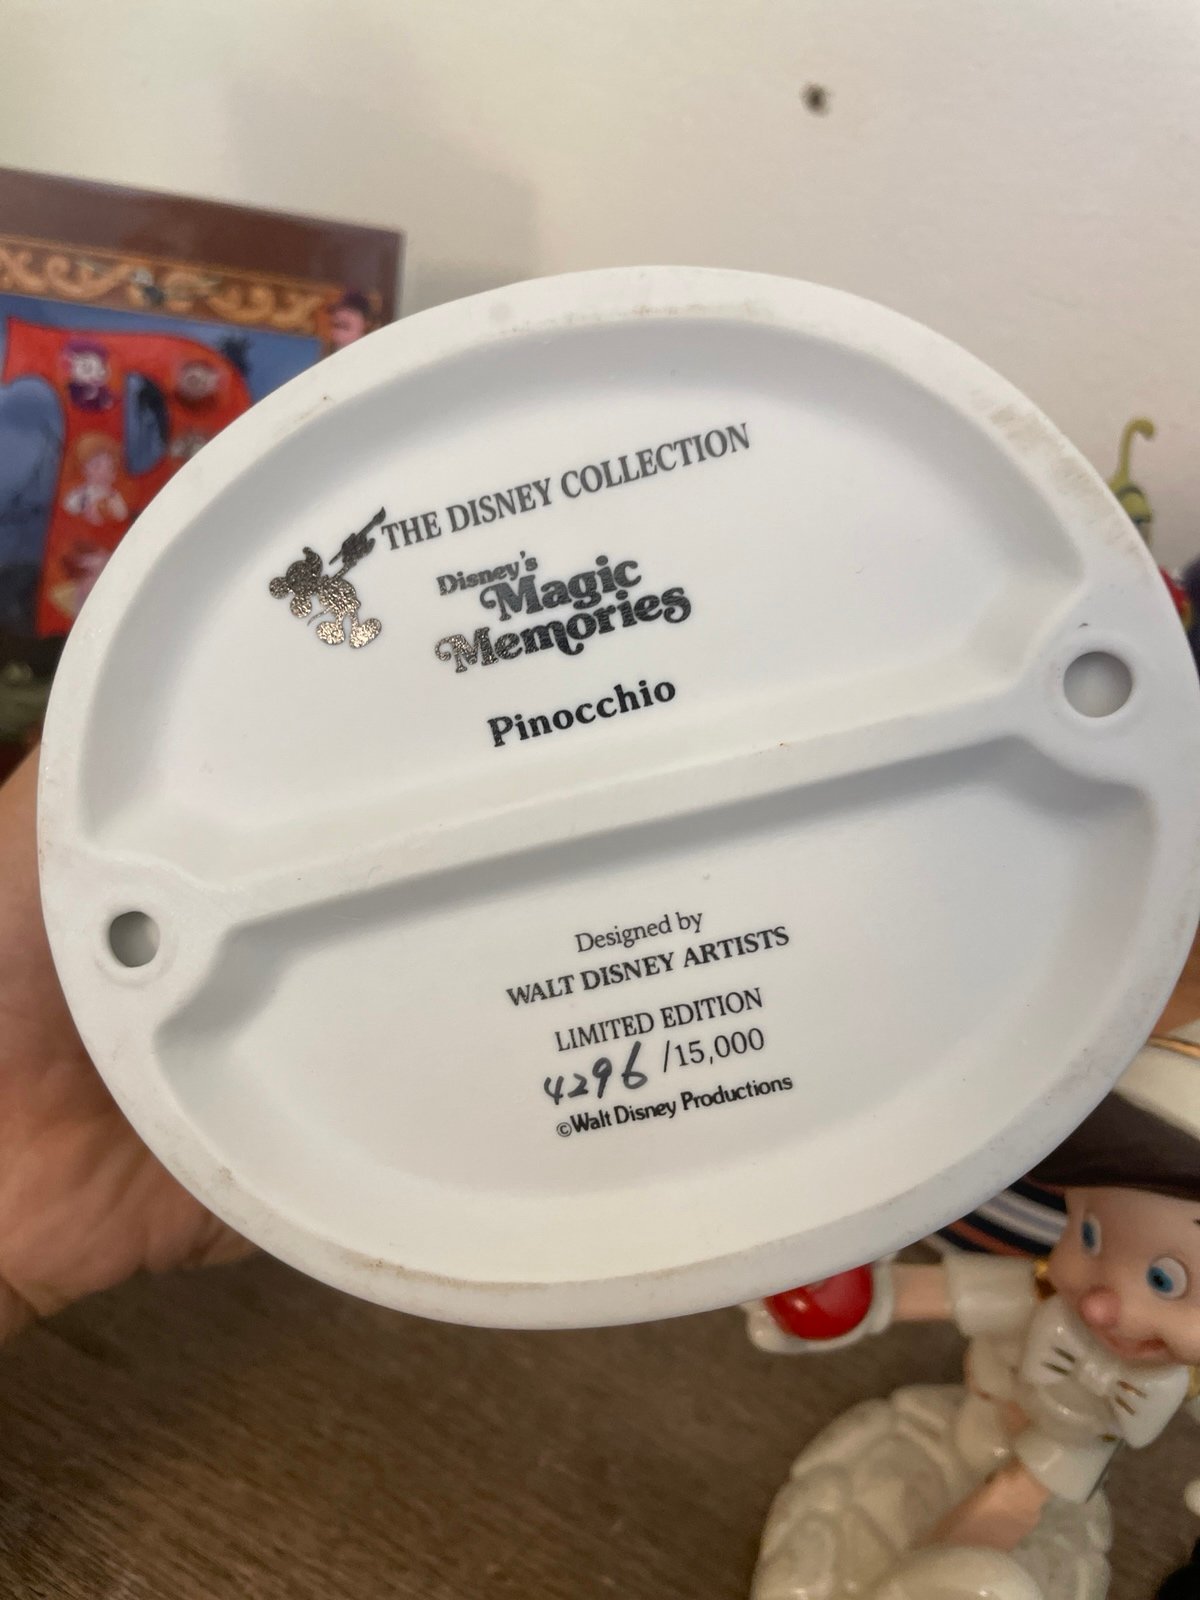 THE DISNEY COLLECTION
Disney's
Magic
Memories
Pinocchio
Designed by
WALT DISNEY ARTISTS
LIMITED EDITION
4296 /15,000
©Walt Disney Productions